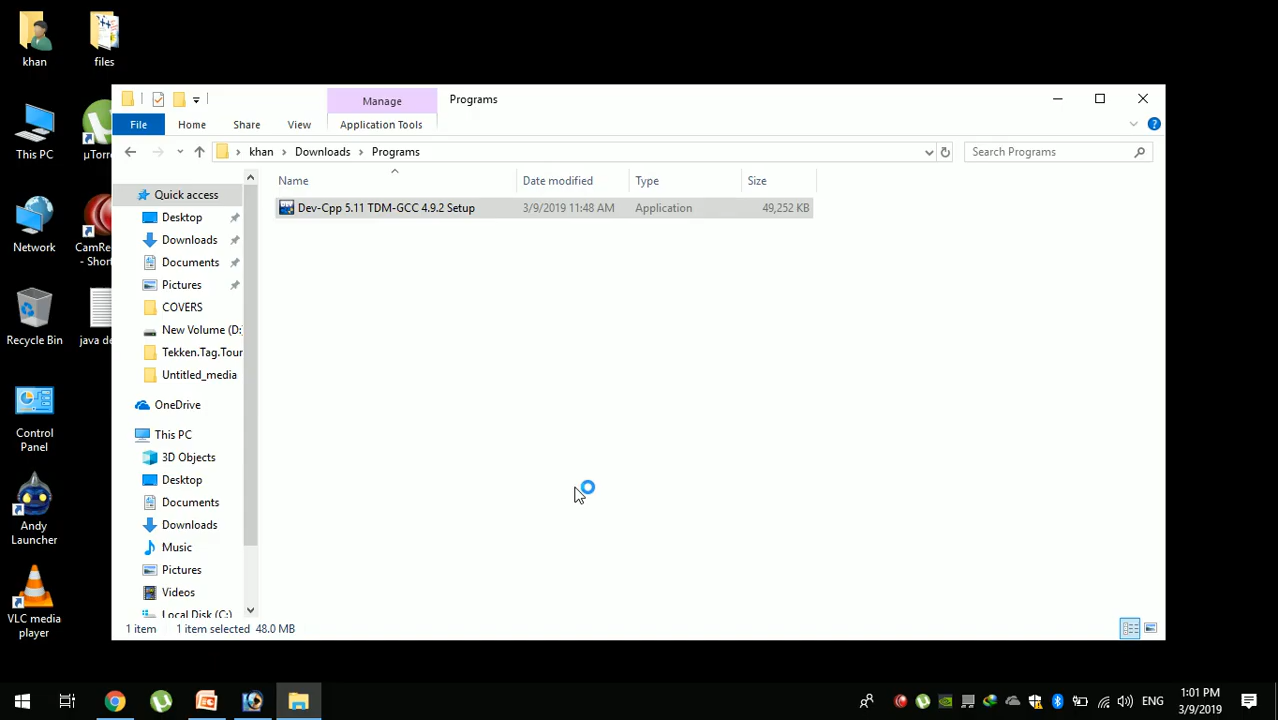 khan
files
This PC
µTorre
Network
CamRe
- Short
Recycle Bin
java de
Control
Panel
Andy
Launcher
VLC media
player
Manage
Programs
File
Home
Share
View
Application Tools
khan
Downloads
Programs
Search Programs
Name
Date modified
Type
Size
Dev-Cpp 5.11 TDM-GCC 4.9.2 Setup
3/9/2019 11:48 AM
Application
49,252 KB
Quick access
Desktop
Downloads
Documents
Pictures
COVERS
New Volume (D:
Tekken.Tag.Tour
Untitled_media
OneDrive
This PC
3D Objects
Desktop
Documents
Downloads
Music
Pictures
Videos
Local Disk (C:)
1 item
1 item selected 48.0 MB
ENG
1:01 PM
3/9/2019